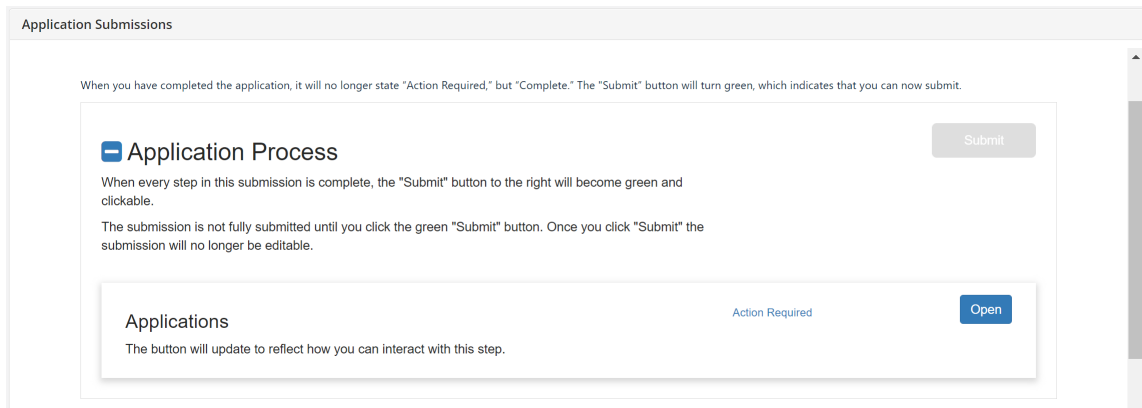 Application Submissions
When you have completed the application, it will no longer state “Action Required,” but “Complete.” The "Submit" button will turn green, which indicates that you can now submit.
Submit
Application Process
When every step in this submission is complete, the "Submit" button to the right will become green and
clickable.
The submission is not fully submitted until you click the green "Submit" button. Once you click "Submit" the
submission will no longer be editable.
Applications
Action Required
Open
The button will update to reflect how you can interact with this step.